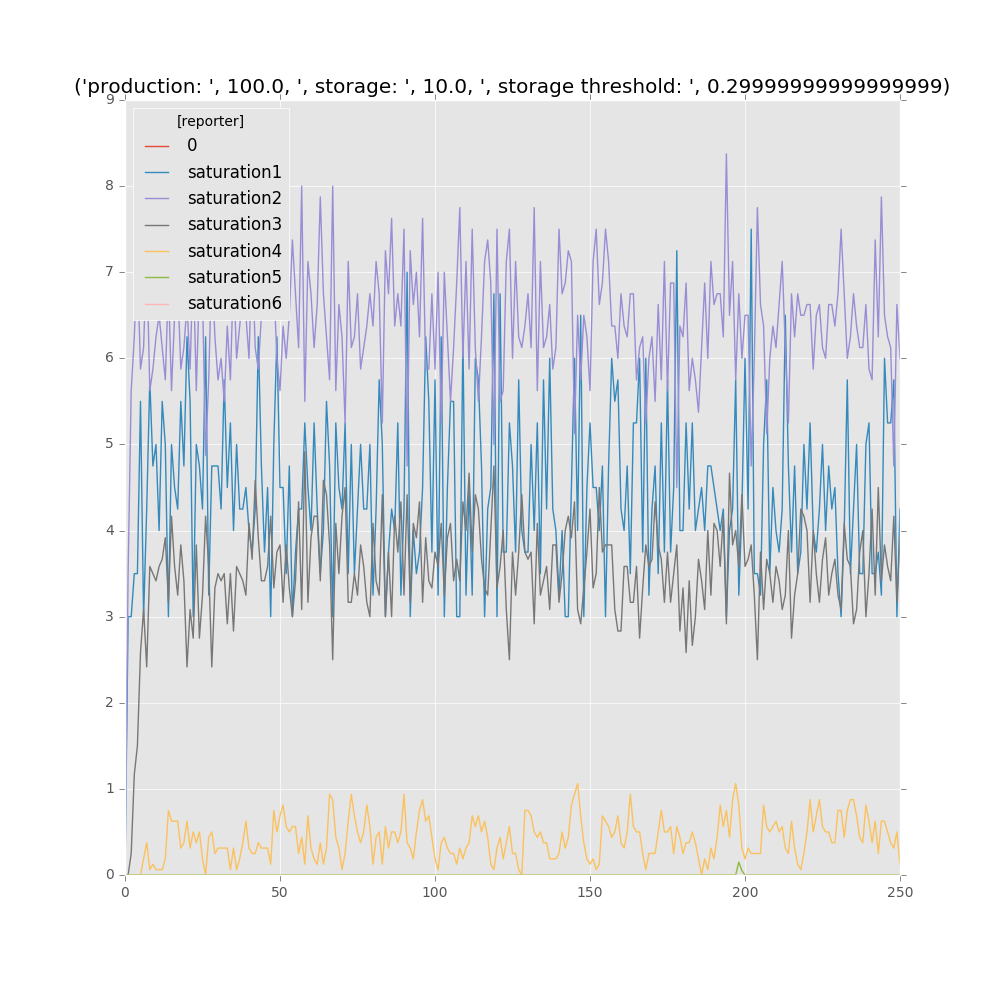 ('production: ', 100.0, ', storage: ', 10.0, ', storage threshold: ', 0.29999999999999999)
9
8
7
6
5
4
3
2
1
0
[reporter]
0
saturation1
saturation2
saturation3
saturation4
saturation5
saturation6
0 50 100 150 200 250